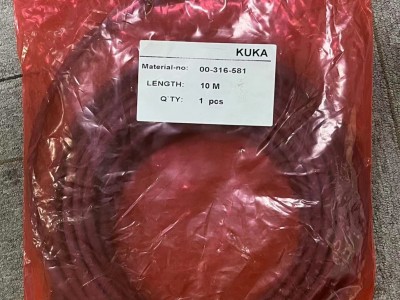 KUKA
Material-no: 00-316-581
LENGTH: 10 M
Q'TY: 1 pcs